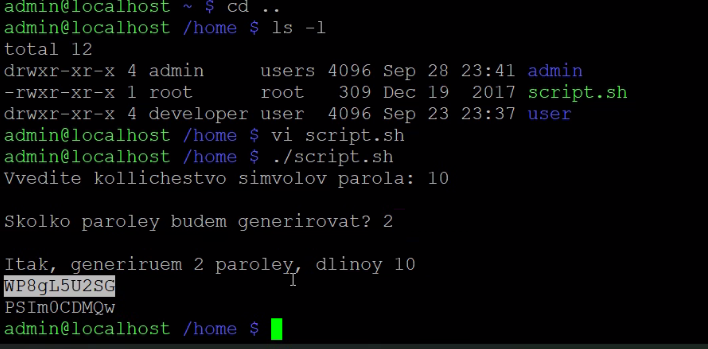 admin@localhost ~ $ cd ..
admin@localhost /home $ ls -l
total 12
drwxr-xr-x 4 admin     users 4096 Sep 28 23:41 admin
-rwxr-xr-x 1 root      root   309 Dec 19  2017 script.sh
drwxr-xr-x 4 developer user  4096 Sep 23 23:37 user
admin@localhost /home $ vi script.sh
admin@localhost /home $ ./script.sh
Vvedite kollichestvo simvolov parola: 10
Skolko paroley budem generirovat? 2
Itak, generiruem 2 paroley, dlinoy 10
WP8gL5U2SG
PSIm0CDMQw
admin@localhost /home $